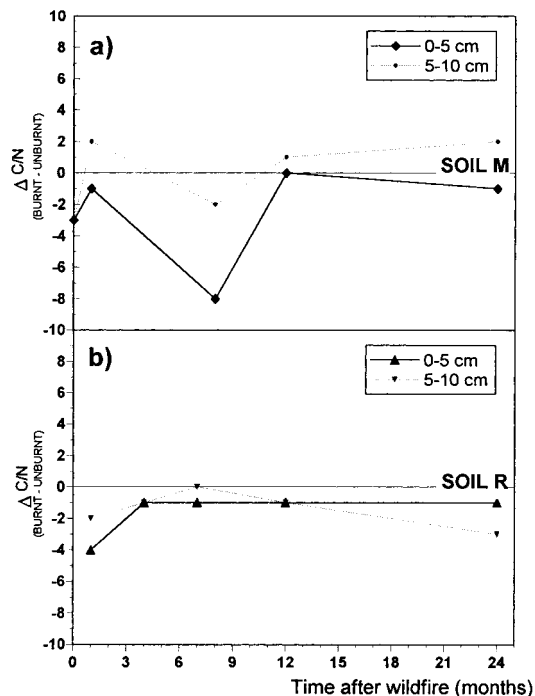 10
8
6
4
2
0
-2
-4
-6
-8
-10
a)
0-5 cm
5-10 cm
Δ C/N
(BURNT - UNBURNT)
SOIL M
8
6
4
2
0
-2
-4
-6
-8
-10
b)
0-5 cm
5-10 cm
Δ C/N
(BURNT - UNBURNT)
SOIL R
0 3 6 9 12 15 18 21 24
Time after wildfire (months)